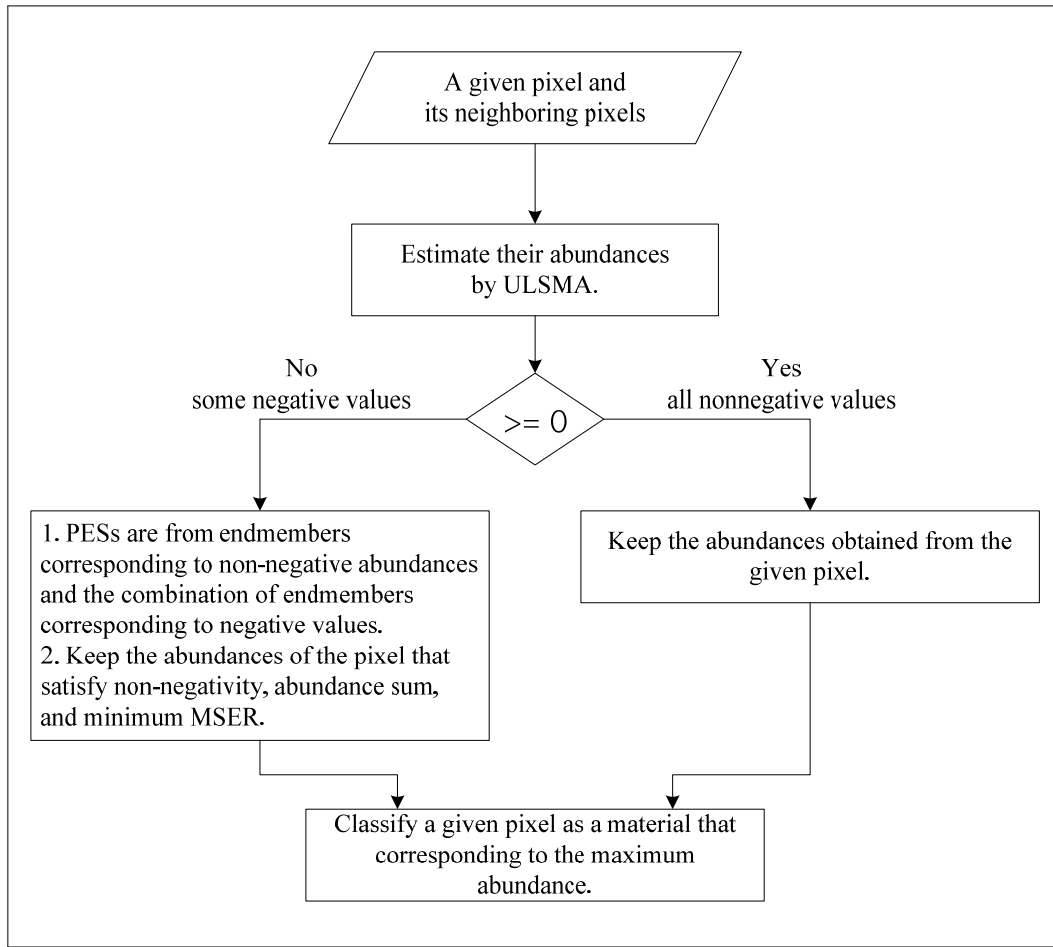 A given pixel and
its neighboring pixels
Estimate their abundances
by ULSMA.
No
some negative values
Yes
all nonnegative values
>= 0
1. PESs are from endmembers
corresponding to non-negative abundances
and the combination of endmembers
corresponding to negative values.
2. Keep the abundances of the pixel that
satisfy non-negativity, abundance sum,
and minimum MSER.
Keep the abundances obtained from the
given pixel.
Classify a given pixel as a material that
corresponding to the maximum
abundance.